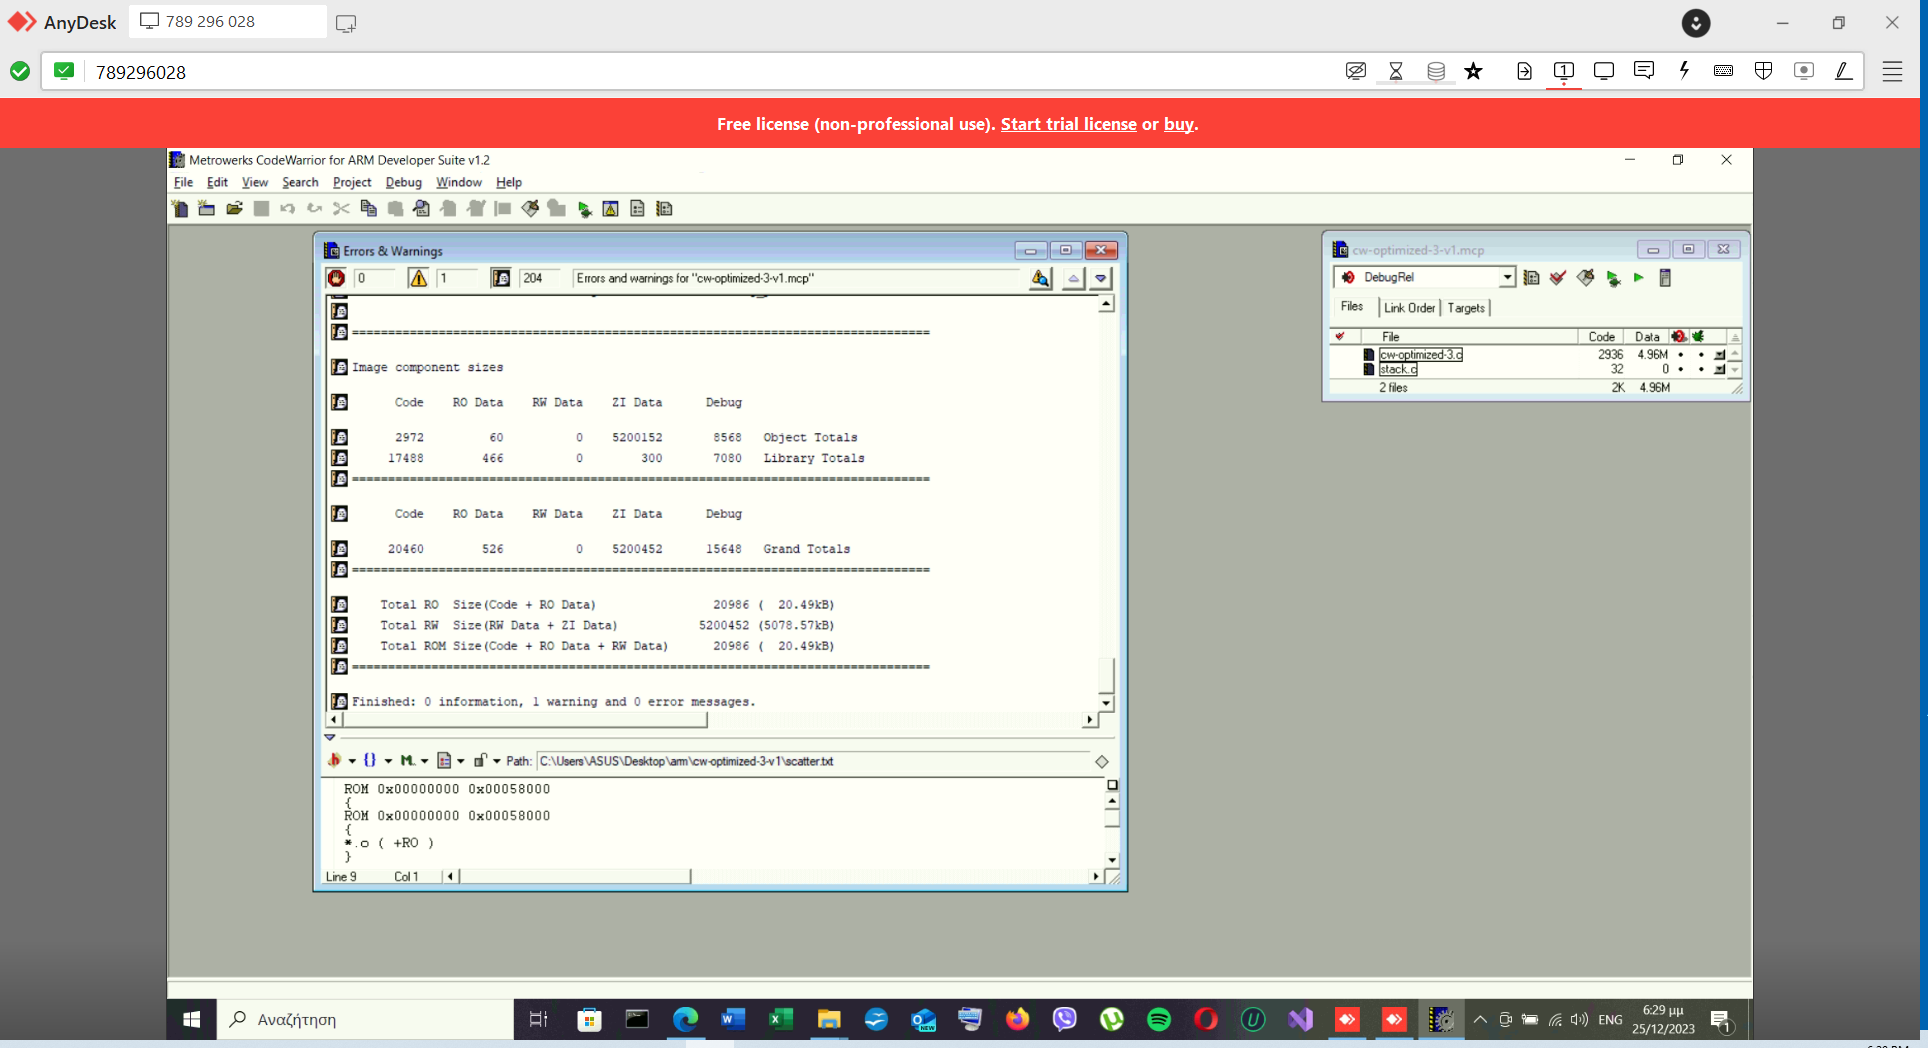 AnyDesk
789 296 028
789296028
1
Free license (non-professional use). Start trial license or buy.
Metrowerks CodeWarrior for ARM Developer Suite v1.2
File Edit View Search Project Debug Window Help
Errors & Warnings
0 1 204 Errors and warnings for "cw-optimized-3-v1.mcp"
================================================================================
Image component sizes
Code RO Data RW Data ZI Data Debug
2972 60 0 5200152 8568 Object Totals
17488 466 0 300 7080 Library Totals
================================================================================
Code RO Data RW Data ZI Data Debug
20460 526 0 5200452 15648 Grand Totals
================================================================================
Total RO Size(Code + RO Data) 20986 ( 20.49kB)
Total RW Size(RW Data + ZI Data) 5200452 (5078.57kB)
Total ROM Size(Code + RO Data + RW Data) 20986 ( 20.49kB)
================================================================================
Finished: 0 information, 1 warning and 0 error messages.
Path: C:\Users\ASUS\Desktop\arm\cw-optimized-3-v1\scatter.txt
ROM 0x00000000 0x00058000
{
ROM 0x00000000 0x00058000
{
*.o ( +RO )
}
Line 9 Col 1
cw-optimized-3-v1.mcp
DebugRel
Files Link Order Targets
File Code Data
cw-optimized-3.c 2936 4.96M
stack.c 32 0
2 files 2K 4.96M
Αναζήτηση
ENG
6:29 μμ
25/12/2023
1